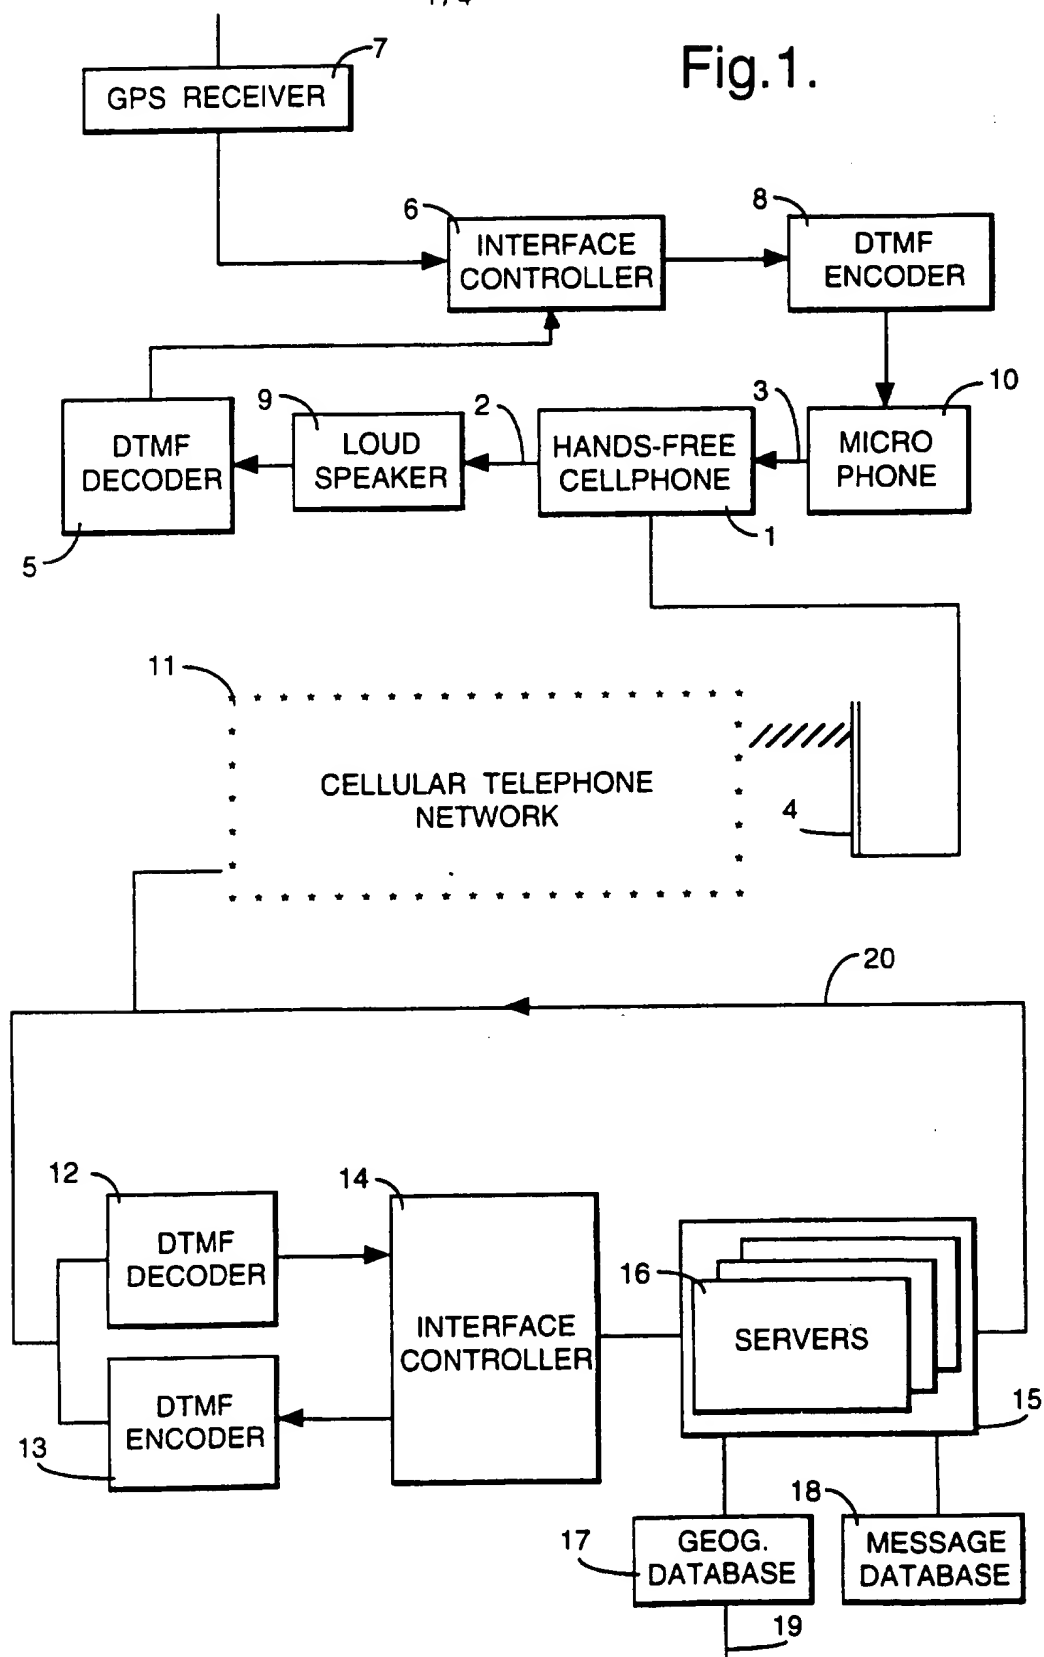 Fig.1.
7
GPS RECEIVER
6
INTERFACE
CONTROLLER
8
DTMF
ENCODER
5
DTMF
DECODER
9
LOUD
SPEAKER
2
HANDS-FREE
CELLPHONE
1
3
10
MICRO
PHONE
11
CELLULAR TELEPHONE
NETWORK
4
20
12
DTMF
DECODER
14
INTERFACE
CONTROLLER
13
DTMF
ENCODER
16
SERVERS
15
17
GEOG.
DATABASE
18
MESSAGE
DATABASE
19